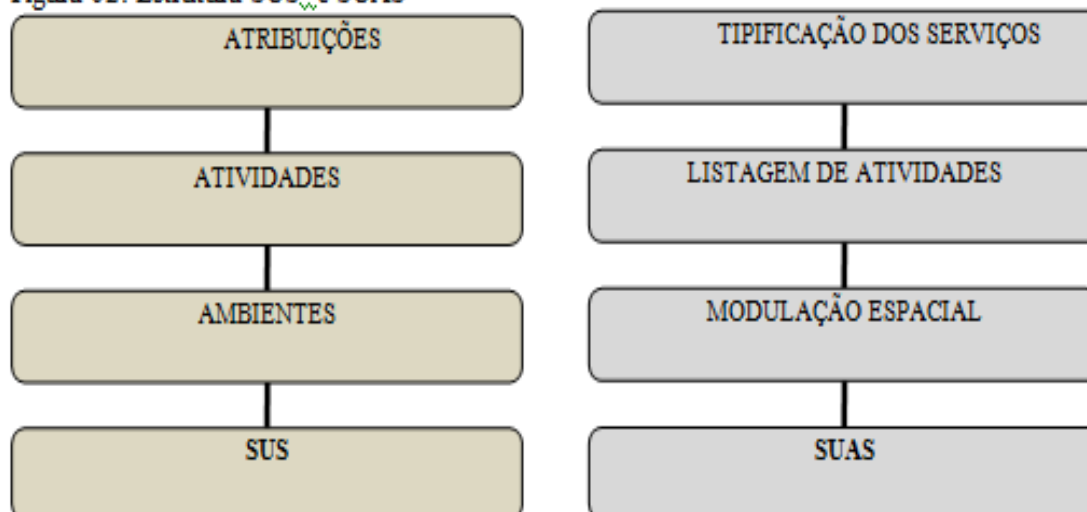 ATRIBUIÇÕES
ATIVIDADES
AMBIENTES
SUS
TIPIFICAÇÃO DOS SERVIÇOS
LISTAGEM DE ATIVIDADES
MODULAÇÃO ESPACIAL
SUAS